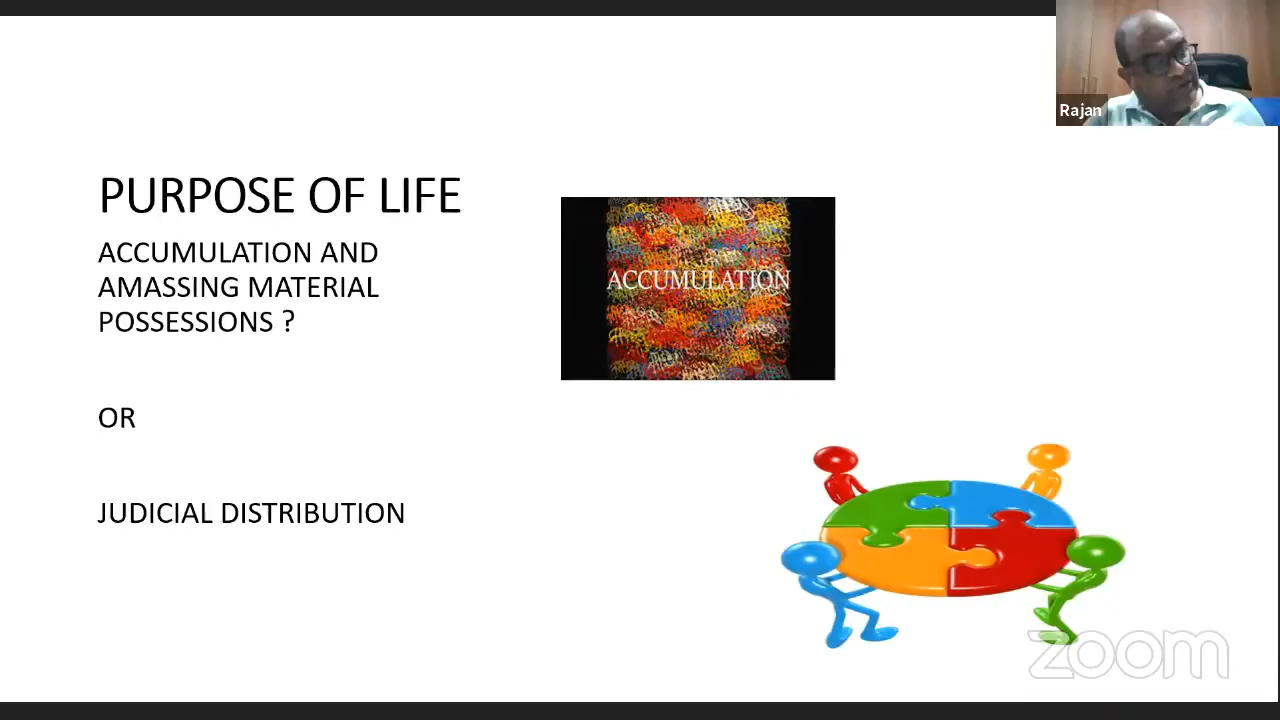 Rajan
PURPOSE OF LIFE
ACCUMULATION AND
AMASSING MATERIAL
POSSESSIONS ?
ACCUMULATION
OR
JUDICIAL DISTRIBUTION
zoom